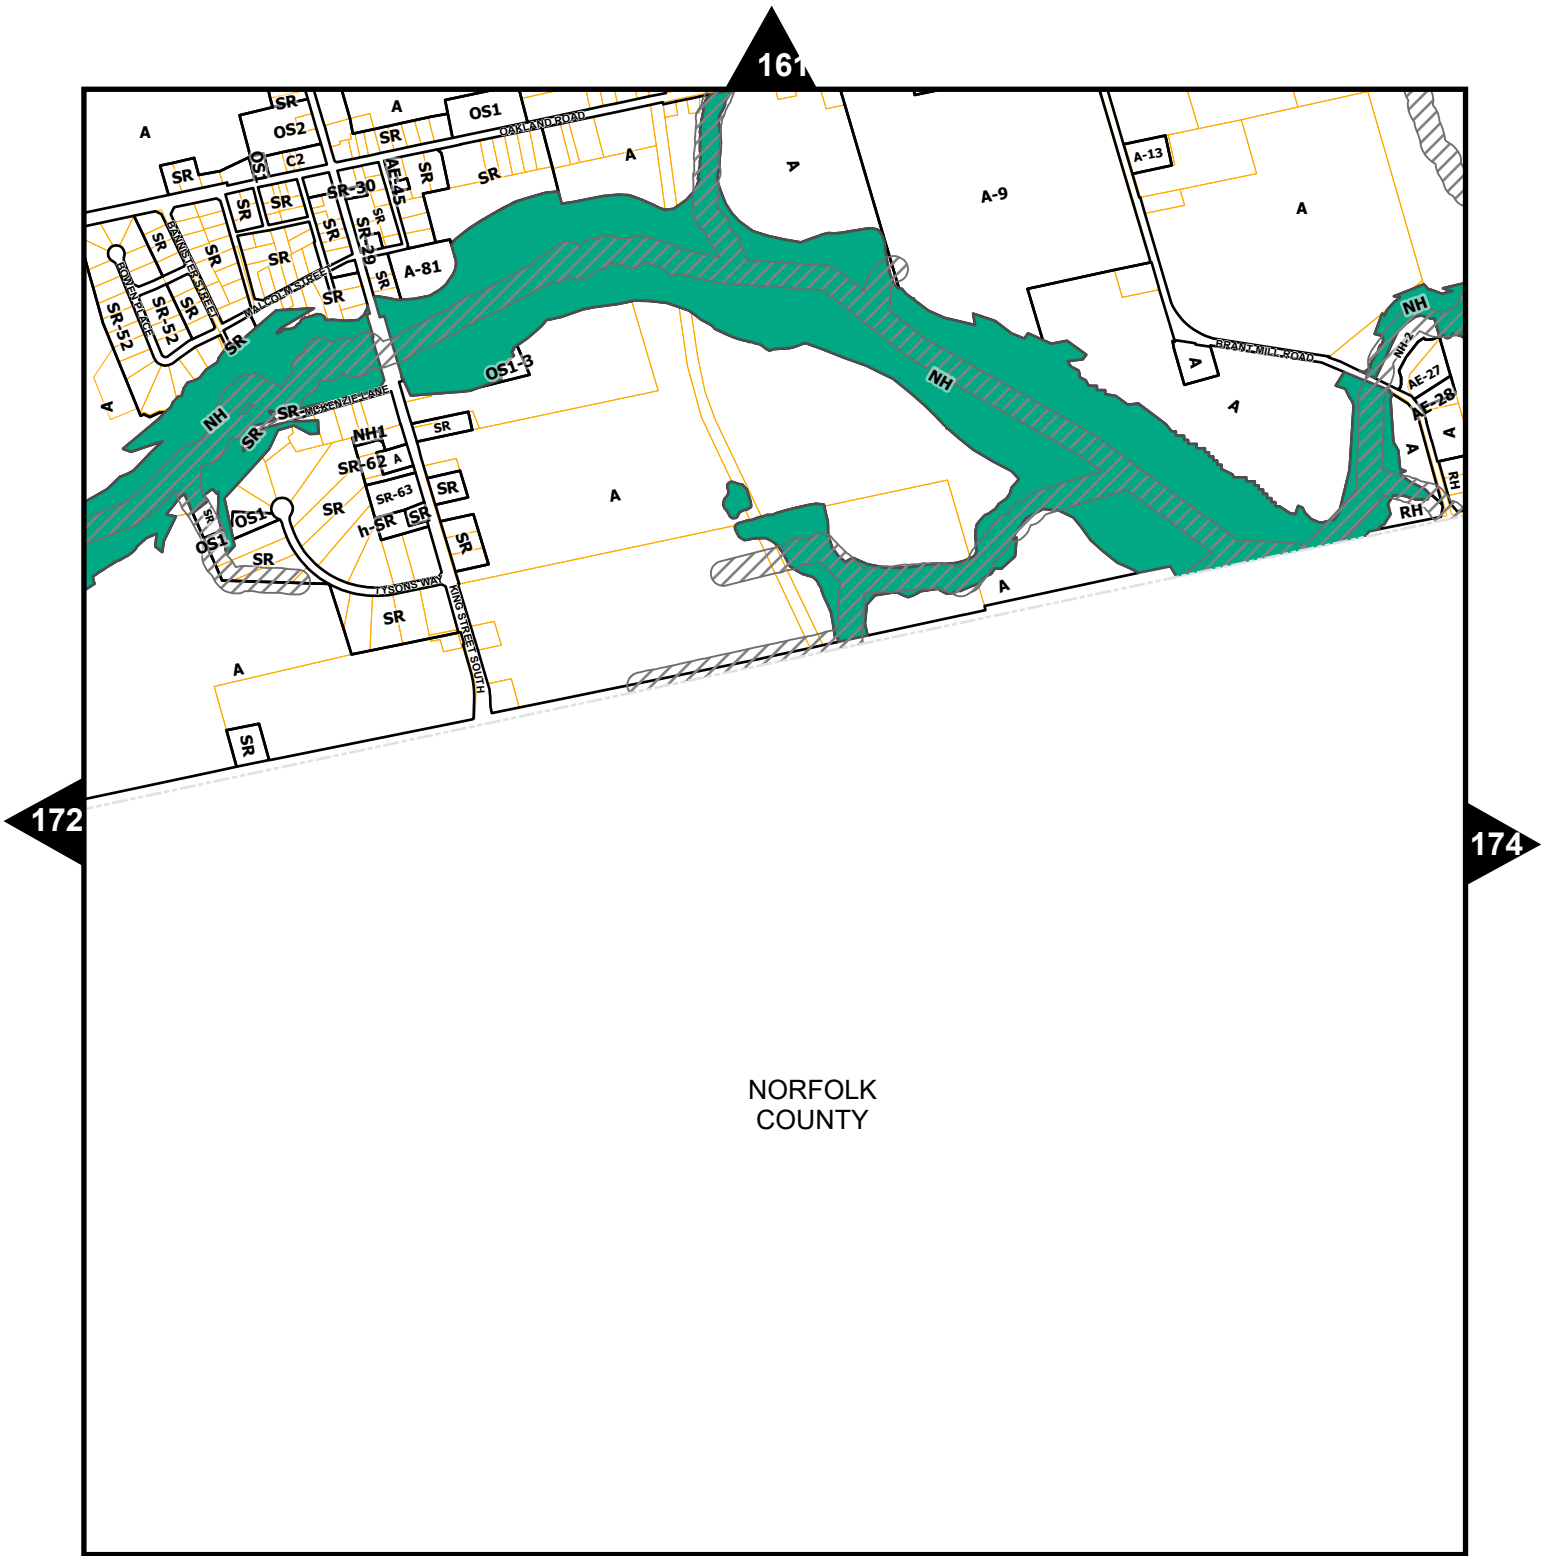 161
SR
A
OS1
A
OS2
OAKLAND ROAD
SR
C2
OS1
A
A
A-13
SR
AE-45
SR
SR
SR-30
A-9
SR
SR
SR
A
SR
SR-29
SR
BANNISTER STREET
SR
SR
SR
A-81
SR
BOWEN PLACE
MALCOLM STREE
SR
NH
SR-52
SR-52
SR
SR
BRANT MILL ROAD
NH-2
A
OS1-3
NH
AE-27
AE-28
A
A
NH
SR
MCKENZIE LANE
SR
NH1
SR
A
A
SR-62
A
SR-63
SR
RH
A
SR
OS1
SR
h-SR
SR
RH
OS1
SR
SR
TYSONS WAY
A
SR
KING STREET SOUTH
A
SR
172
174
NORFOLK
COUNTY